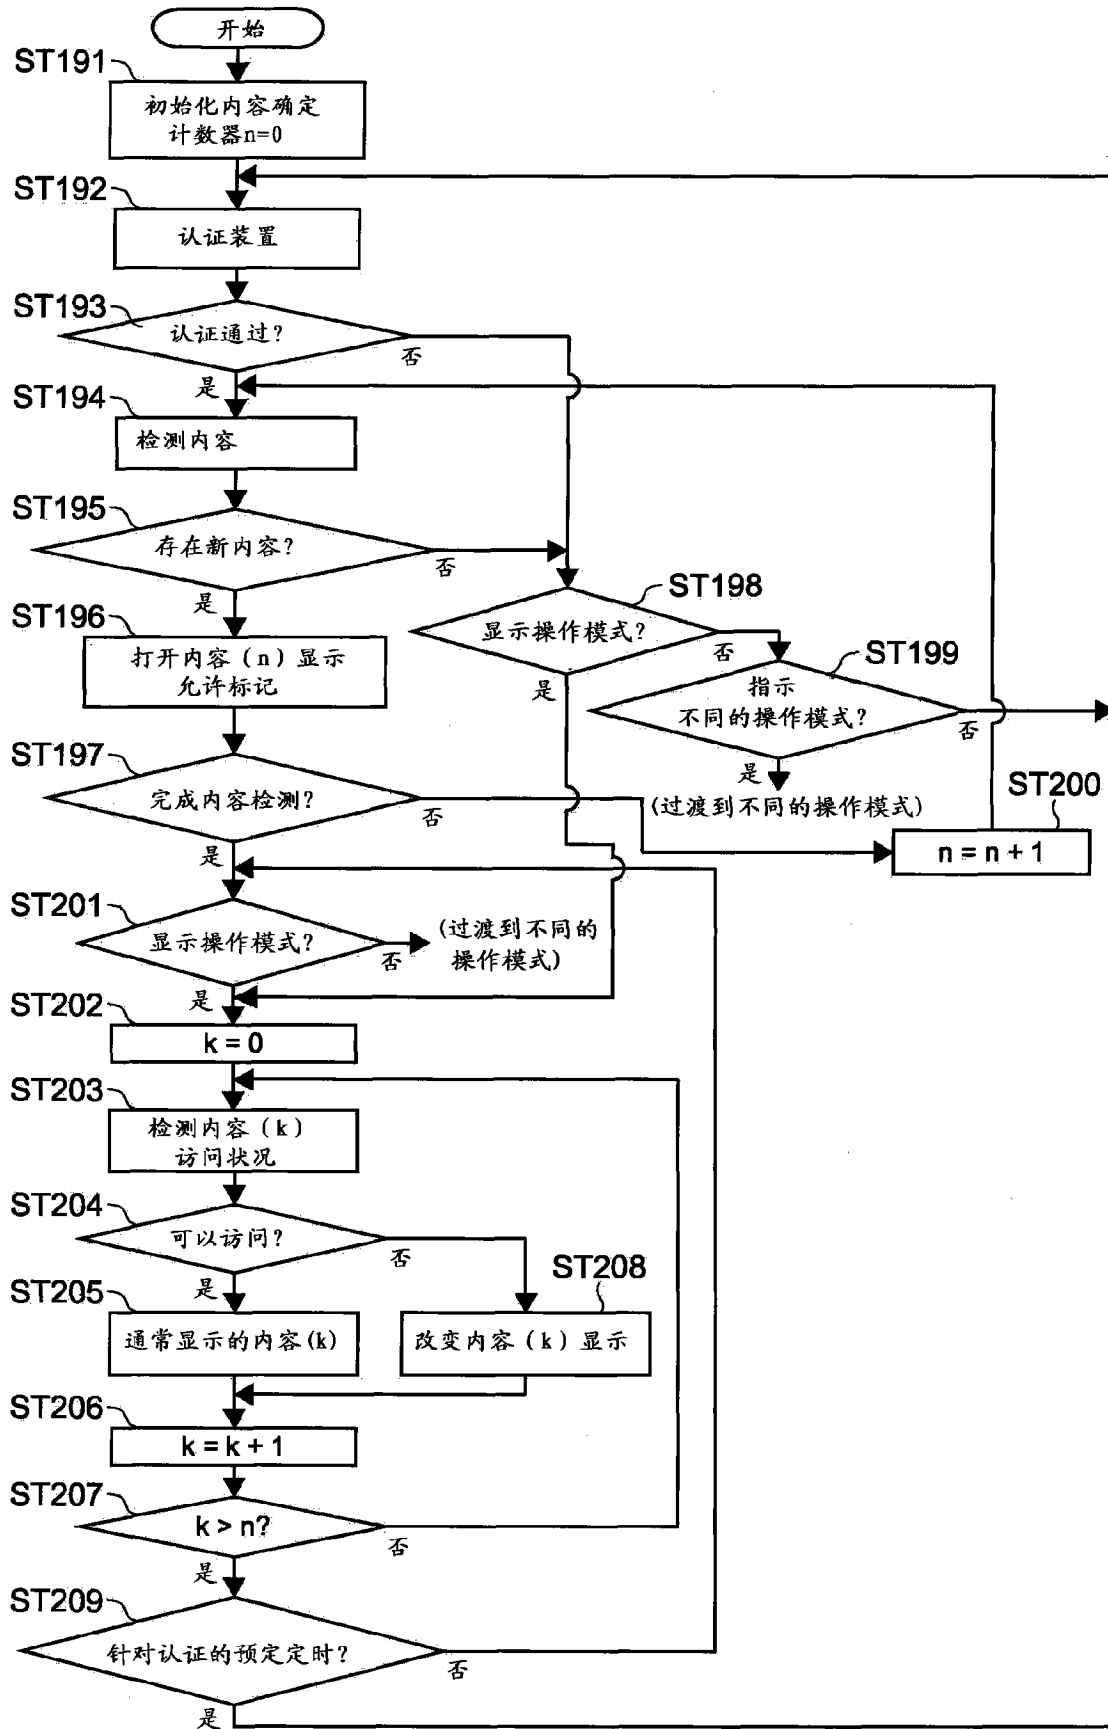 开始
ST191
初始化内容确定
计数器n=0
ST192
认证装置
ST193
认证通过?
否
是
ST194
检测内容
ST195
存在新内容?
否
是
ST196
打开内容(n)显示
允许标记
ST198
显示操作模式?
否
是
ST199
指示
不同的操作模式?
否
是
(过渡到不同的操作模式)
ST197
完成内容检测?
否
是
ST200
n = n + 1
ST201
显示操作模式?
否
是
(过渡到不同的
操作模式)
ST202
k = 0
ST203
检测内容(k)
访问状况
ST204
可以访问?
否
是
ST205
通常显示的内容(k)
ST208
改变内容(k)显示
ST206
k = k + 1
ST207
k > n?
否
是
ST209
针对认证的预定定时?
否
是